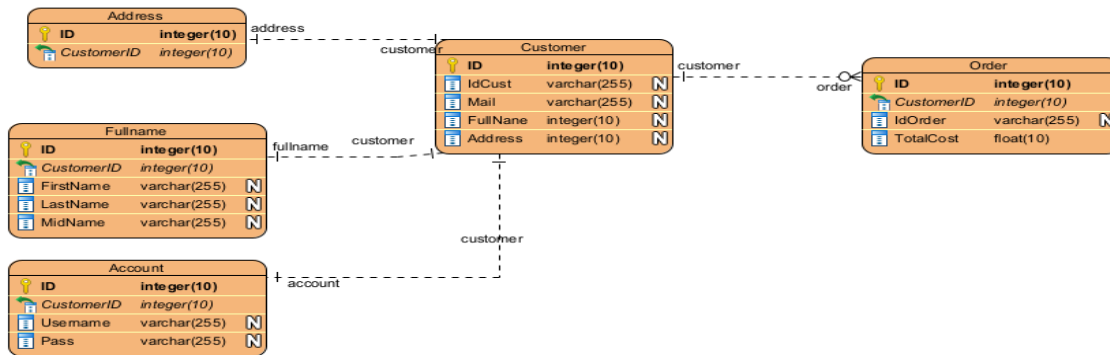 Address
ID integer(10)
CustomerID integer(10)
address
customer
Customer
ID integer(10)
IdCust varchar(255) N
Mail varchar(255) N
FullNane integer(10) N
Address integer(10) N
customer
order
Order
ID integer(10)
CustomerID integer(10)
IdOrder varchar(255) N
TotalCost float(10)
Fullname
ID integer(10)
CustomerID integer(10)
FirstName varchar(255) N
LastName varchar(255) N
MidName varchar(255) N
fullname
customer
customer
Account
ID integer(10)
CustomerID integer(10)
Username varchar(255) N
Pass varchar(255) N
account